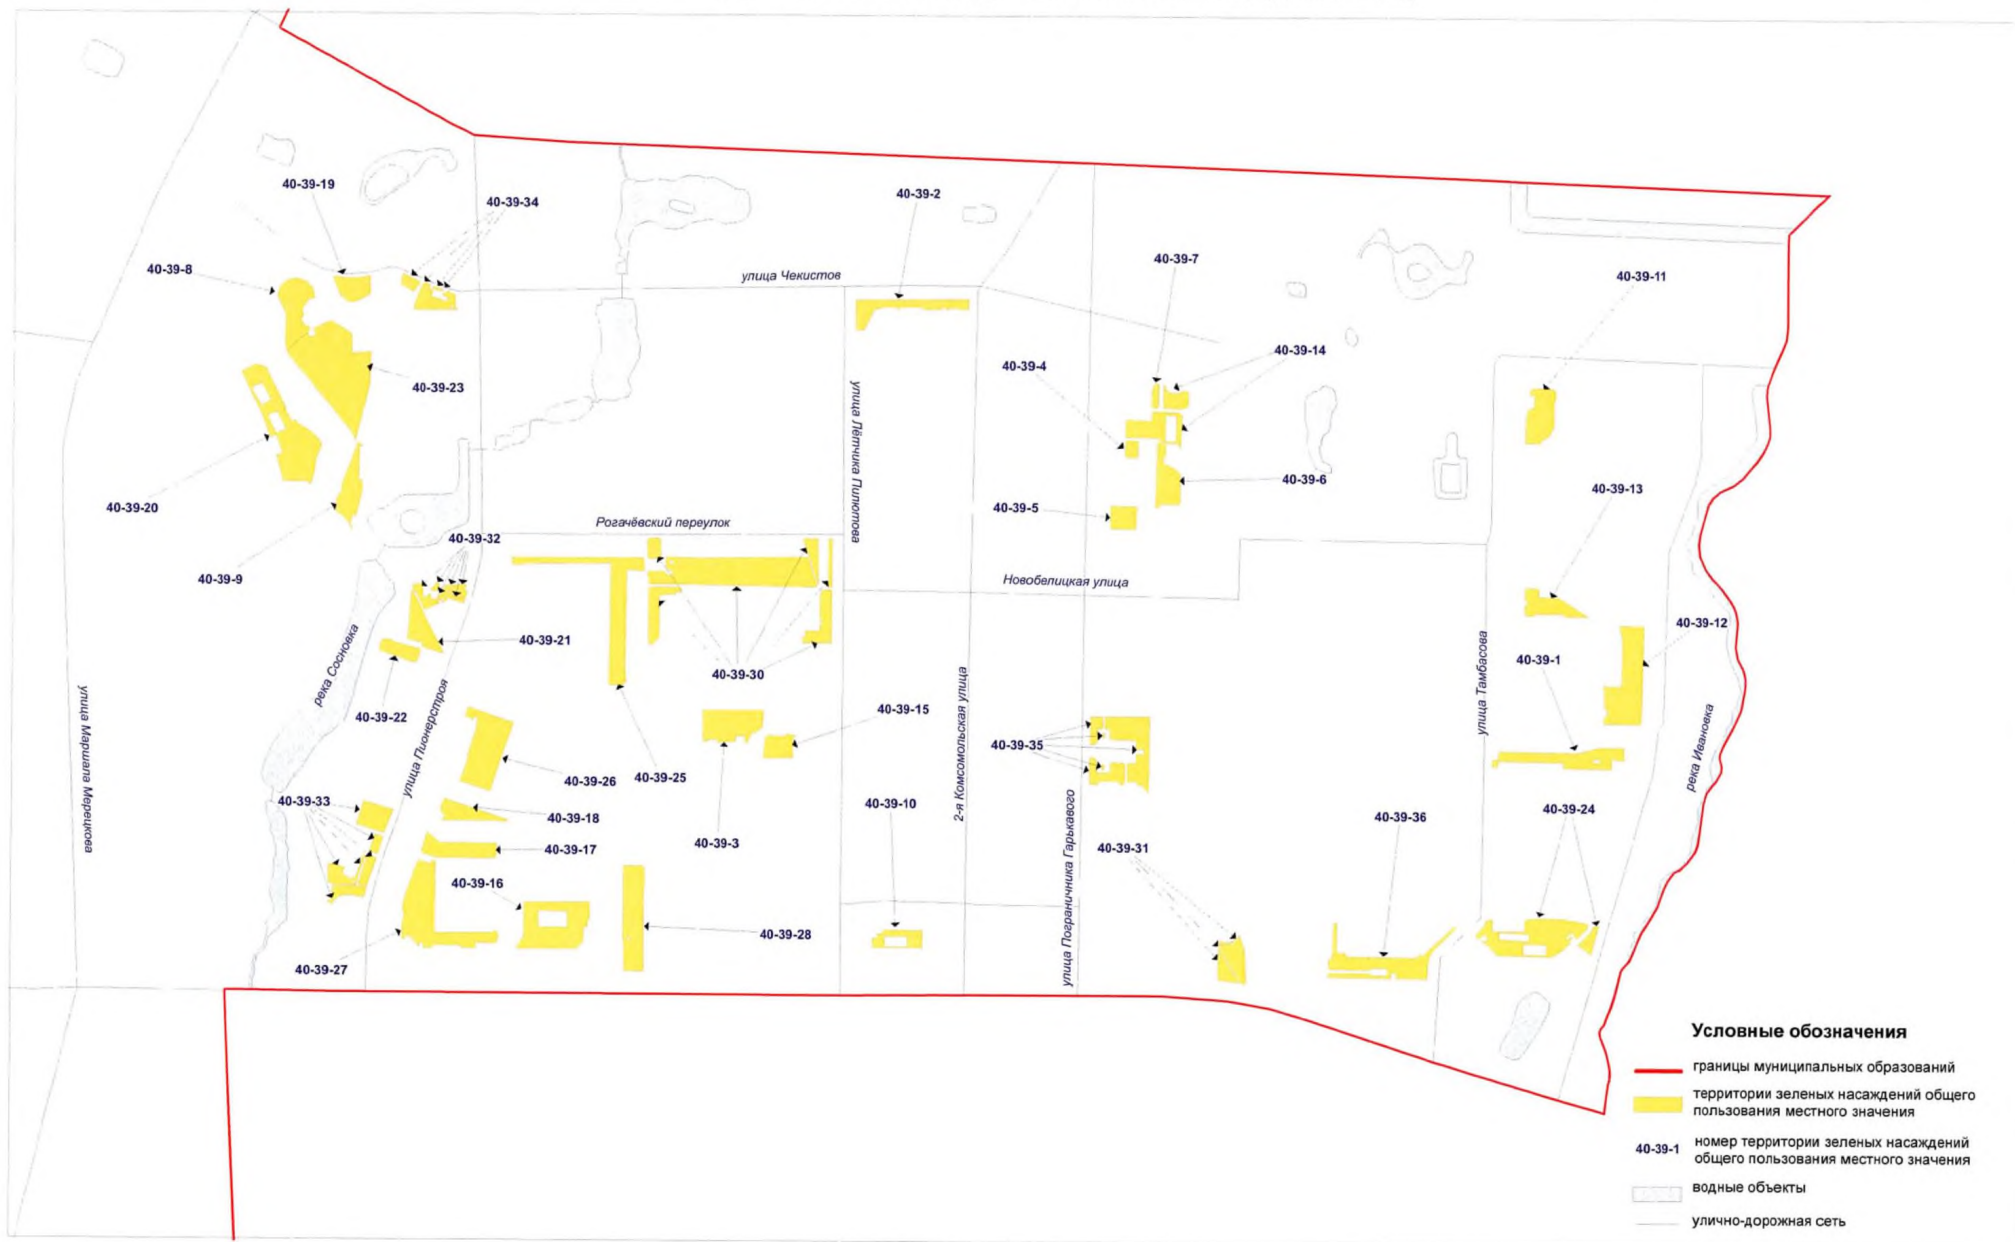 40-39-19
40-39-34
40-39-2
40-39-8
улица Чекистов
40-39-7
40-39-11
40-39-14
40-39-4
40-39-23
улица Лётчика Пилютова
40-39-20
40-39-6
40-39-13
40-39-5
Рогачёвский переулок
40-39-32
40-39-9
Новобелицкая улица
40-39-12
40-39-21
река Сосновка
40-39-1
улица Тамбасова
40-39-30
40-39-22
40-39-15
улица Маршала Мерецкова
улица Пионерстроя
2-я Комсомольская улица
40-39-35
река Ивановка
40-39-26
40-39-25
40-39-33
40-39-18
40-39-10
40-39-24
40-39-36
40-39-3
40-39-17
40-39-31
улица Пограничника Гарькавого
40-39-16
40-39-28
40-39-27
Условные обозначения
границы муниципальных образований
территории зеленых насаждений общего
пользования местного значения
40-39-1 номер территории зеленых насаждений
общего пользования местного значения
водные объекты
улично-дорожная сеть